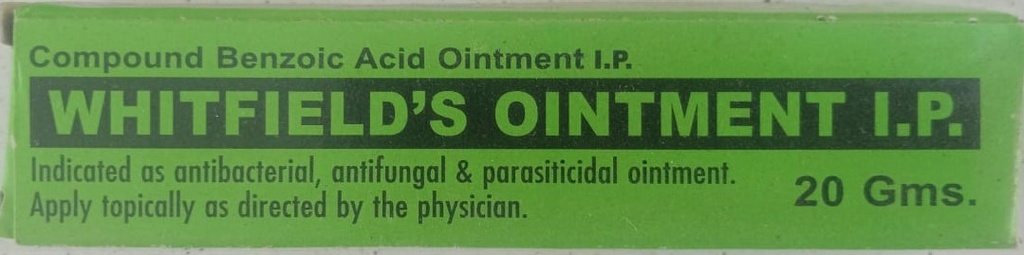 Compound Benzoic Acid Ointment I.P.
WHITFIELD'S OINTMENT I.P.
Indicated as antibacterial, antifungal & parasiticidal ointment.
Apply topically as directed by the physician.
20 Gms.